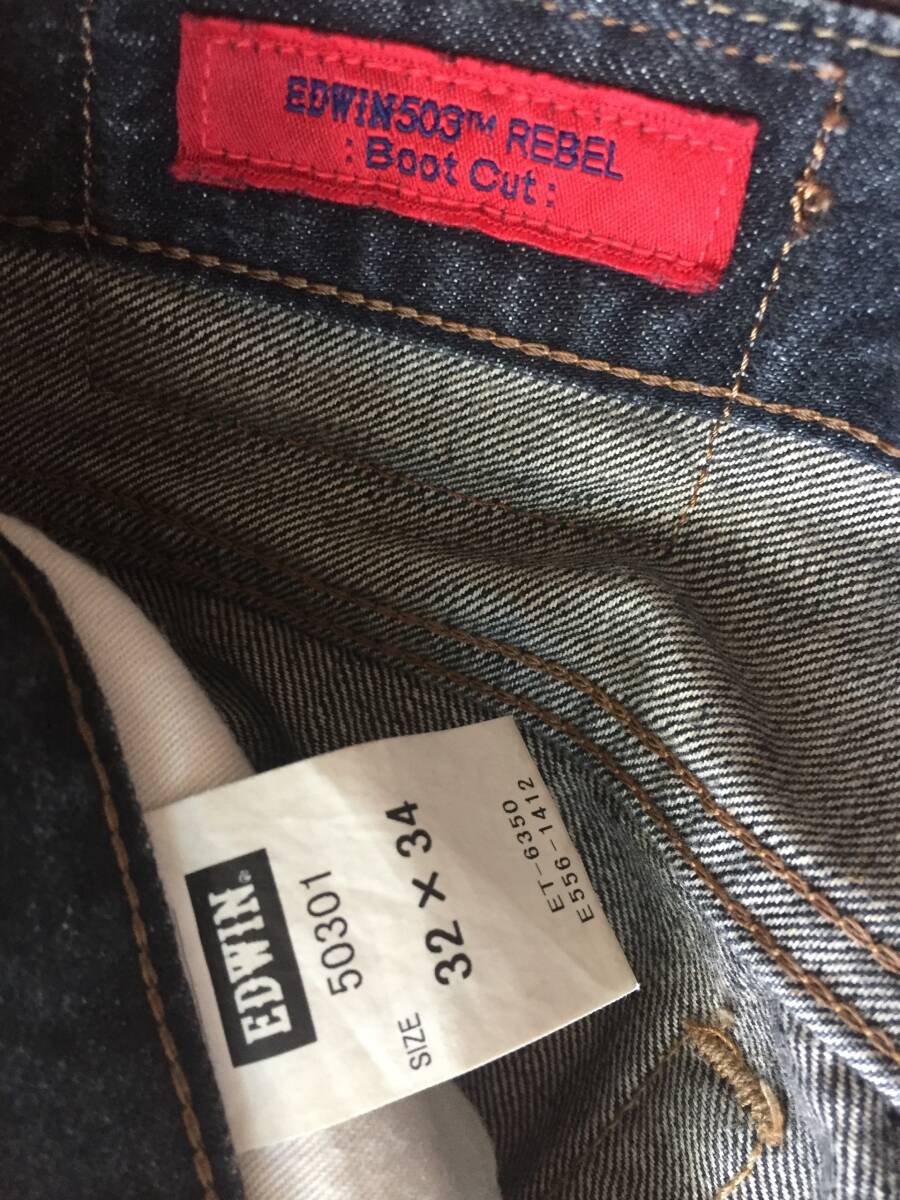 EDWIN503™ REBEL
: Boot Cut :
EDWIN®
50301
SIZE 32 × 34
ET-6350
E556-1412